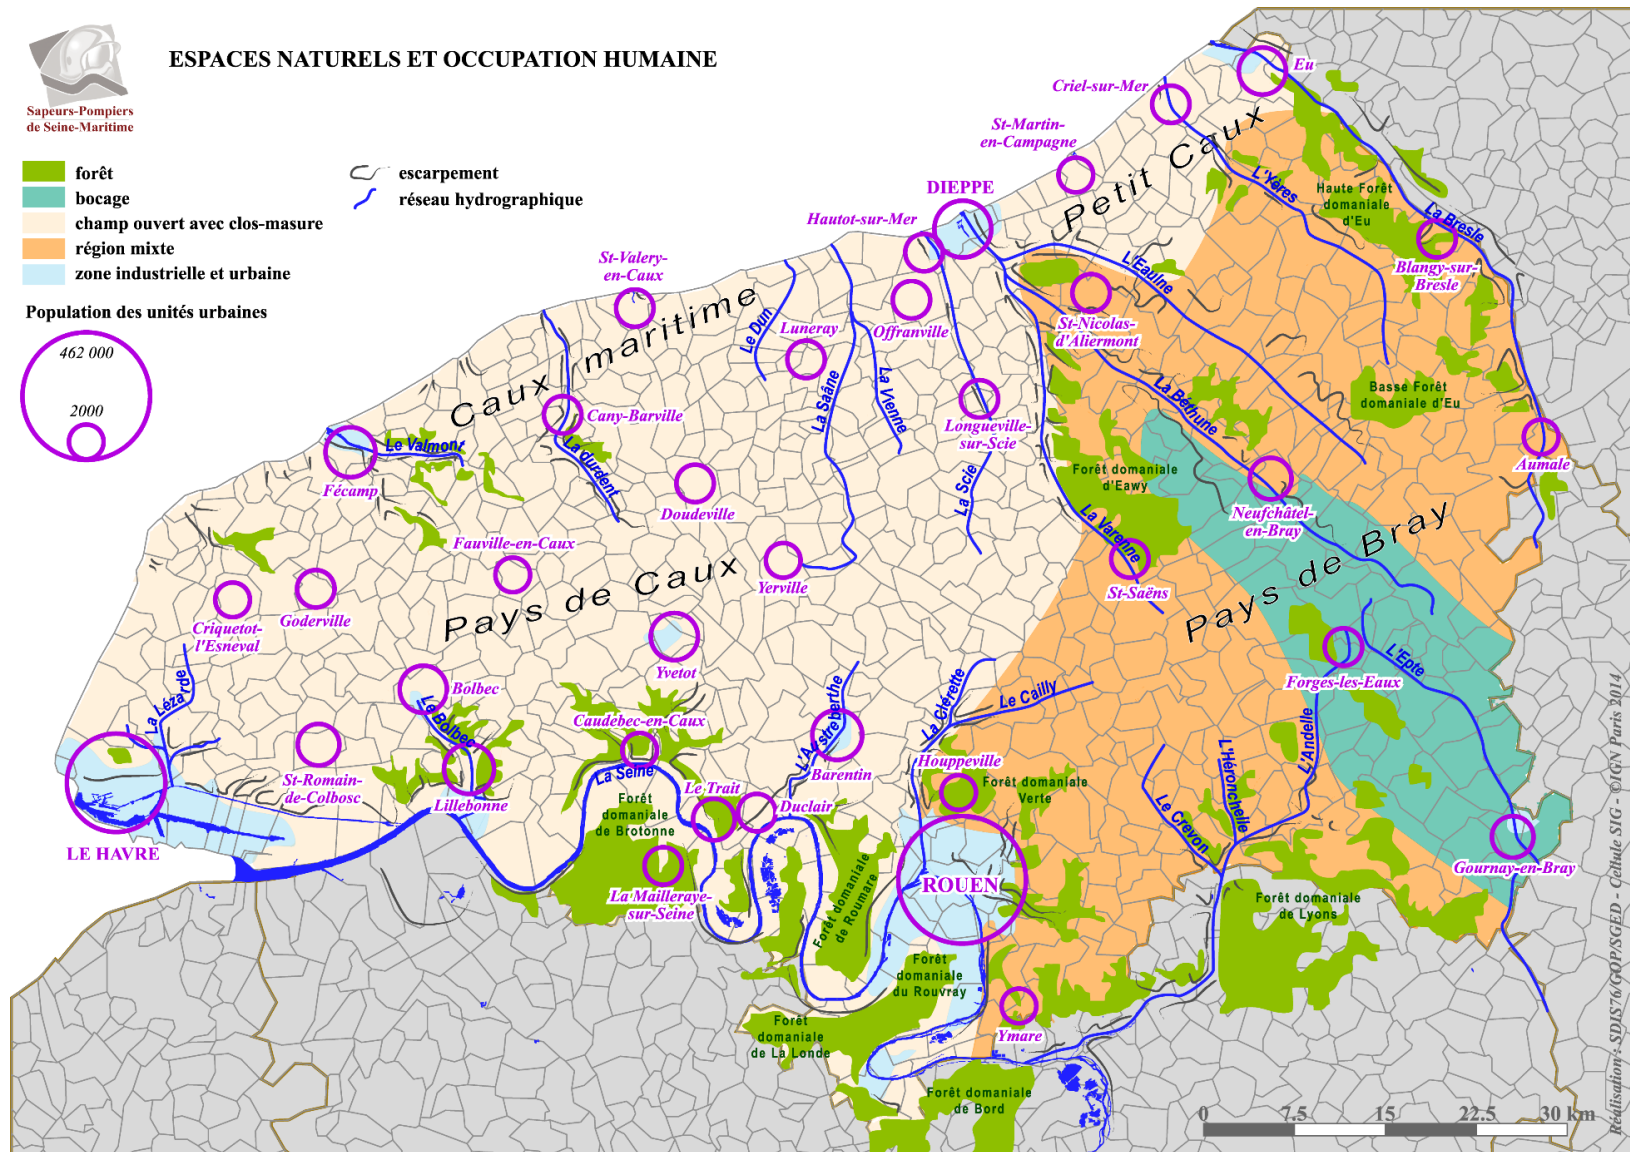 ESPACES NATURELS ET OCCUPATION HUMAINE
Sapeurs-Pompiers
de Seine-Maritime
forêt
bocage
champ ouvert avec clos-masure
région mixte
zone industrielle et urbaine
escarpement
réseau hydrographique
Population des unités urbaines
462 000
2000
Eu
Criel-sur-Mer
St-Martin-
en-Campagne
Petit Caux
DIEPPE
Hautot-sur-Mer
L'Yères
Haute Forêt
domaniale
d'Eu
La Bresle
Blangy-sur-
Bresle
St-Valery-
en-Caux
Caux maritime
Le Dun
Luneray
Offranville
L'Eaulne
St-Nicolas-
d'Aliermont
La Saâne
La Vienne
La Béthune
Basse Forêt
domaniale d'Eu
Cany-Barville
Longueville-
sur-Scie
Aumale
Le Valmont
Fécamp
La durdent
La Scie
Forêt domaniale
d'Eawy
Doudeville
Neufchâtel-
en-Bray
La Varenne
Fauville-en-Caux
Pays de Caux
Yerville
St-Saëns
Pays de Bray
Criquetot-
l'Esneval
Goderville
Yvetot
Forges-les-Eaux
L'Epte
La Lézarde
Bolbec
Le Bolbec
Caudebec-en-Caux
L'Austreberthe
La Clérette
Le Cailly
L'Andelle
L'Héronchelle
Le Crevon
St-Romain-
de-Colbosc
Lillebonne
La Seine
Barentin
Houppeville
Forêt domaniale
Verte
Le Trait
Duclair
Forêt
domaniale
de Brotonne
LE HAVRE
La Mailleraye-
sur-Seine
Forêt domaniale
de Roumare
ROUEN
Gournay-en-Bray
Forêt domaniale
de Lyons
Forêt
domaniale
du Rouvray
Ymare
Forêt
domaniale
de La Londe
Forêt domaniale
de Bord
0 7.5 15 22.5 30 km
Réalisation : SDIS76/GOP/SGED - Cellule SIG - ©IGN Paris 2014